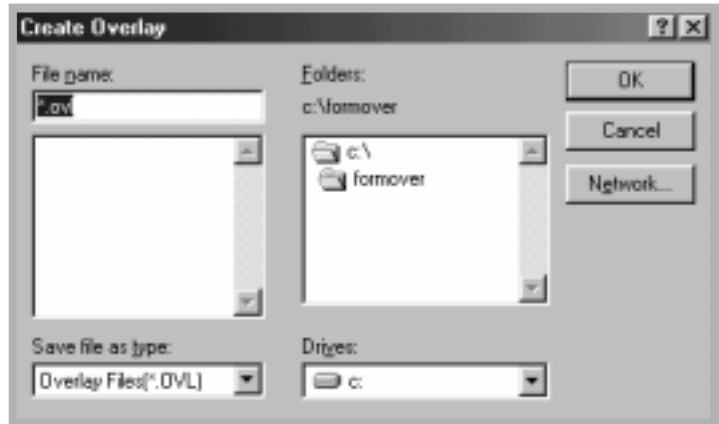 Create Overlay
File name:
*.ovl
Folders:
c:\formover
c:\
formover
OK
Cancel
Network...
Save file as type:
Overlay Files(*.OVL)
Drives:
c: